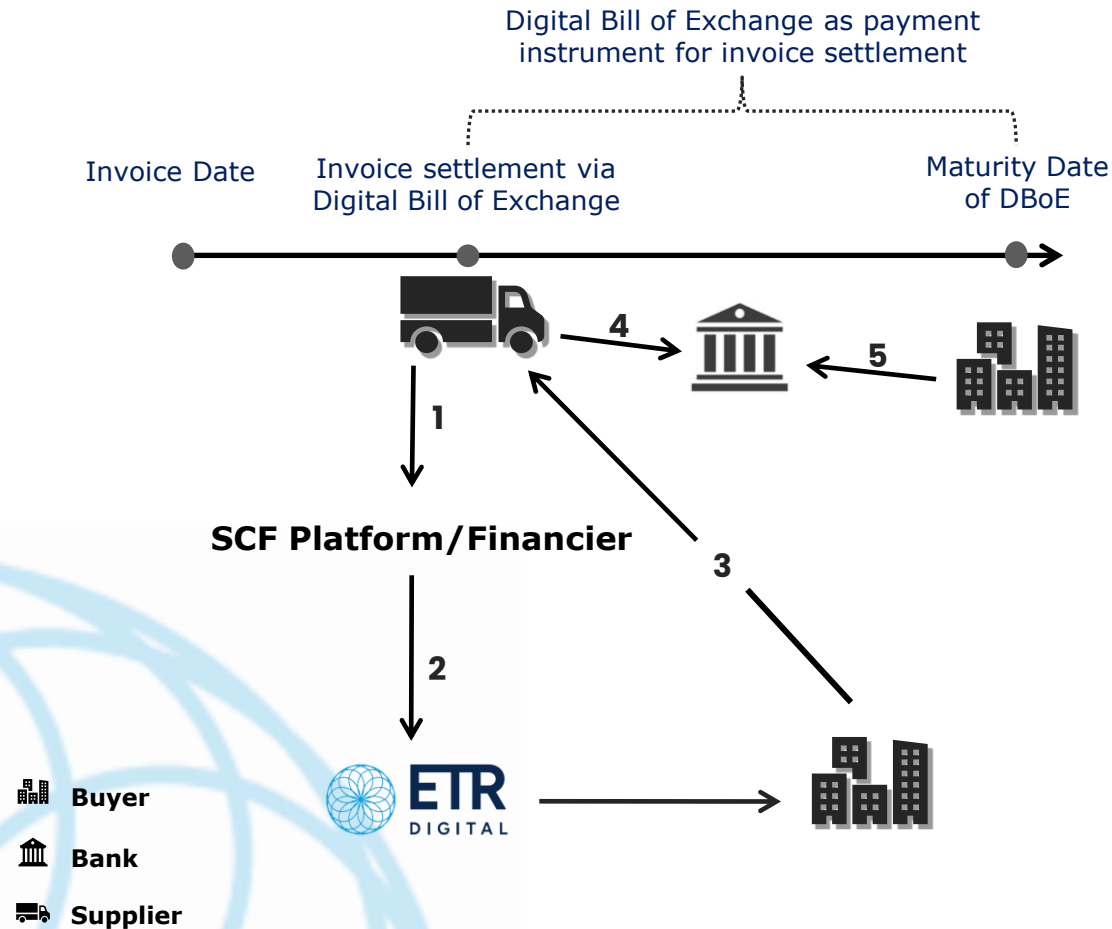 Digital Bill of Exchange as payment
instrument for invoice settlement
Invoice Date
Invoice settlement via
Digital Bill of Exchange
Maturity Date
of DBoE
4
5
1
SCF Platform/Financier
3
2
ETR
DIGITAL
Buyer
Bank
Supplier